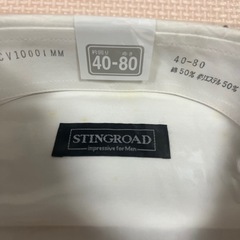 CV10001MM
40-80
40-80
綿 50% ポリエステル 50%
STINGROAD
impressive for Men